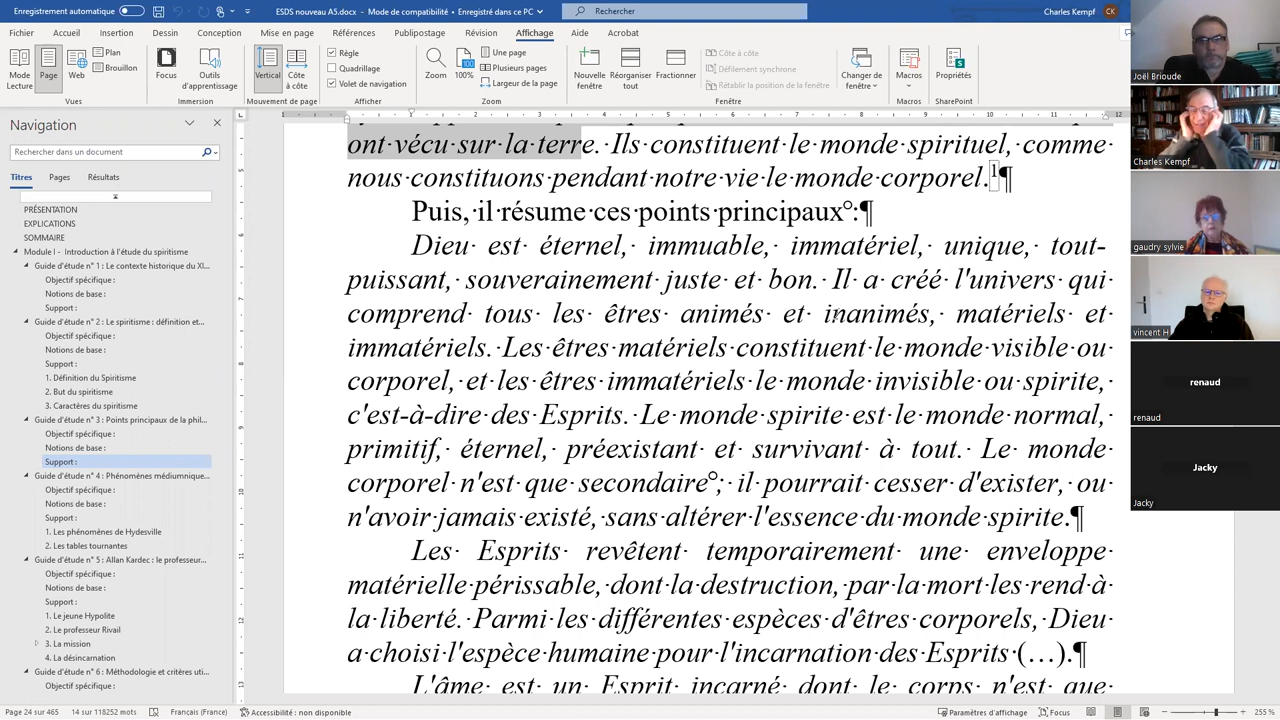 Enregistrement automatique
ESDS nouveau A5.docx - Mode de compatibilité • Enregistré dans ce PC
Rechercher
Charles Kempf
CK
Fichier Accueil Insertion Dessin Conception Mise en page Références Publipostage Révision Affichage Aide Acrobat
Mode Lecture
Page
Web
Plan
Brouillon
Vues
Focus
Outils d'apprentissage
Immersion
Vertical
Côte à côte
Mouvement de page
Règle
Quadrillage
Volet de navigation
Afficher
Zoom
100%
Une page
Plusieurs pages
Largeur de la page
Zoom
Nouvelle fenêtre
Réorganiser tout
Fractionner
Côte à côte
Défilement synchrone
Rétablir la position de la fenêtre
Fenêtre
Changer de fenêtre
Macros
Macros
Propriétés
SharePoint
Navigation
Rechercher dans un document
Titres Pages Résultats
PRÉSENTATION
EXPLICATIONS
SOMMAIRE
Module I - Introduction à l'étude du spiritisme
Guide d'étude n° 1 : Le contexte historique du XI...
Objectif spécifique :
Notions de base :
Support :
Guide d'étude n° 2 : Le spiritisme : définition et...
Objectif spécifique :
Notions de base :
Support :
1. Définition du Spiritisme
2. But du spiritisme
3. Caractères du spiritisme
Guide d'étude n° 3 : Points principaux de la phil...
Objectif spécifique :
Notions de base :
Support :
Guide d'étude n° 4 : Phénomènes médiumnique...
Objectif spécifique :
Notions de base :
Support :
1. Les phénomènes de Hydesville
2. Les tables tournantes
Guide d'étude n° 5 : Allan Kardec : le professeur...
Objectif spécifique :
Notions de base :
Support :
1. Le jeune Hypolite
2. Le professeur Rivail
3. La mission
4. La désincarnation
Guide d'étude n° 6 : Méthodologie et critères uti...
Objectif spécifique :
ont vécu sur la terre. Ils constituent le monde spirituel, comme
nous constituons pendant notre vie le monde corporel.1¶
Puis, il résume ces points principaux°:¶
Dieu est éternel, immuable, immatériel, unique, tout-
puissant, souverainement juste et bon. Il a créé l'univers qui
comprend tous les êtres animés et inanimés, matériels et
immatériels. Les êtres matériels constituent le monde visible ou
corporel, et les êtres immatériels le monde invisible ou spirite,
c'est-à-dire des Esprits. Le monde spirite est le monde normal,
primitif, éternel, préexistant et survivant à tout. Le monde
corporel n'est que secondaire°; il pourrait cesser d'exister, ou
n'avoir jamais existé, sans altérer l'essence du monde spirite.¶
Les Esprits revêtent temporairement une enveloppe
matérielle périssable, dont la destruction, par la mort les rend à
la liberté. Parmi les différentes espèces d'êtres corporels, Dieu
a choisi l'espèce humaine pour l'incarnation des Esprits (…).¶
L'âme est un Esprit incarné dont le corps n'est que
Joël Brioude
Charles Kempf
gaudry sylvie
vincent H
renaud
renaud
Jacky
Jacky
Page 24 sur 465
14 sur 118252 mots
Français (France)
Accessibilité : non disponible
Paramètres d'affichage
Focus
255 %